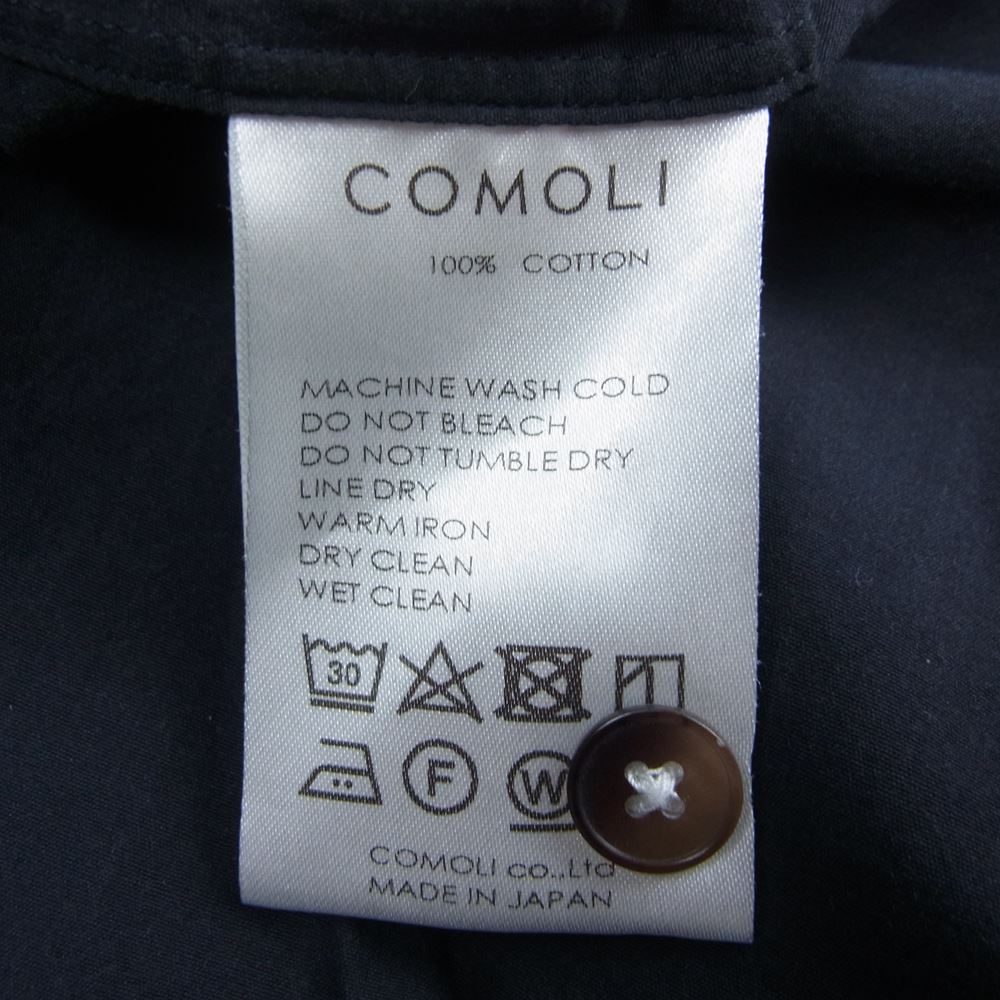 COMOLI
100% COTTON
MACHINE WASH COLD
DO NOT BLEACH
DO NOT TUMBLE DRY
LINE DRY
WARM IRON
DRY CLEAN
WET CLEAN
30
F W
COMOLI co.,Ltd
MADE IN JAPAN